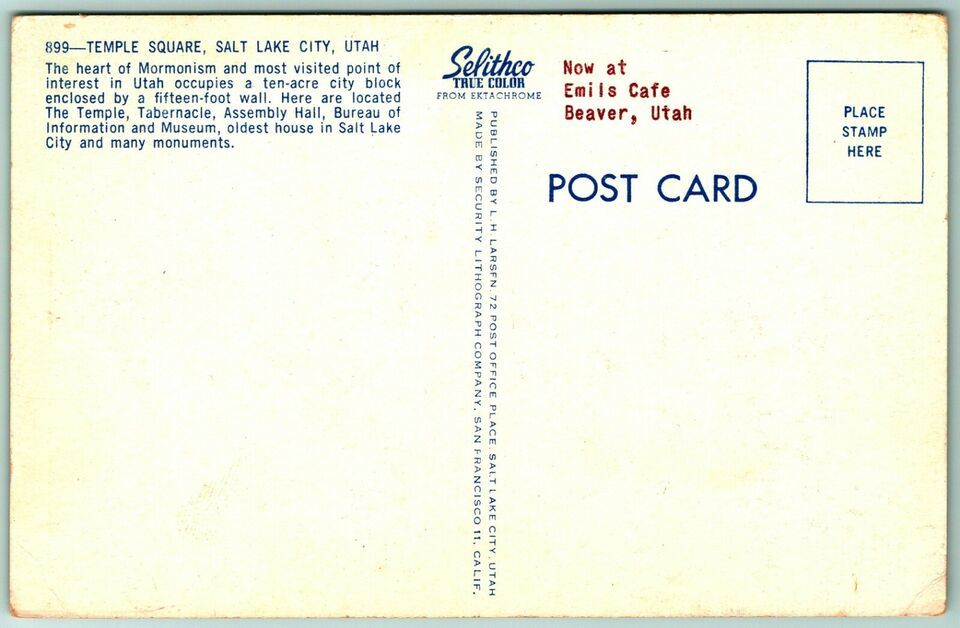 899—TEMPLE SQUARE, SALT LAKE CITY, UTAH
The heart of Mormonism and most visited point of
interest in Utah occupies a ten-acre city block
enclosed by a fifteen-foot wall. Here are located
The Temple, Tabernacle, Assembly Hall, Bureau of
Information and Museum, oldest house in Salt Lake
City and many monuments.
Selithco
TRUE COLOR
FROM EKTACHROME
PUBLISHED BY L. H. LARSEN, 72 POST OFFICE PLACE, SALT LAKE CITY, UTAH
MADE BY SECURITY LITHOGRAPH COMPANY, SAN FRANCISCO 11, CALIF.
Now at
Emils Cafe
Beaver, Utah
POST CARD
PLACE
STAMP
HERE